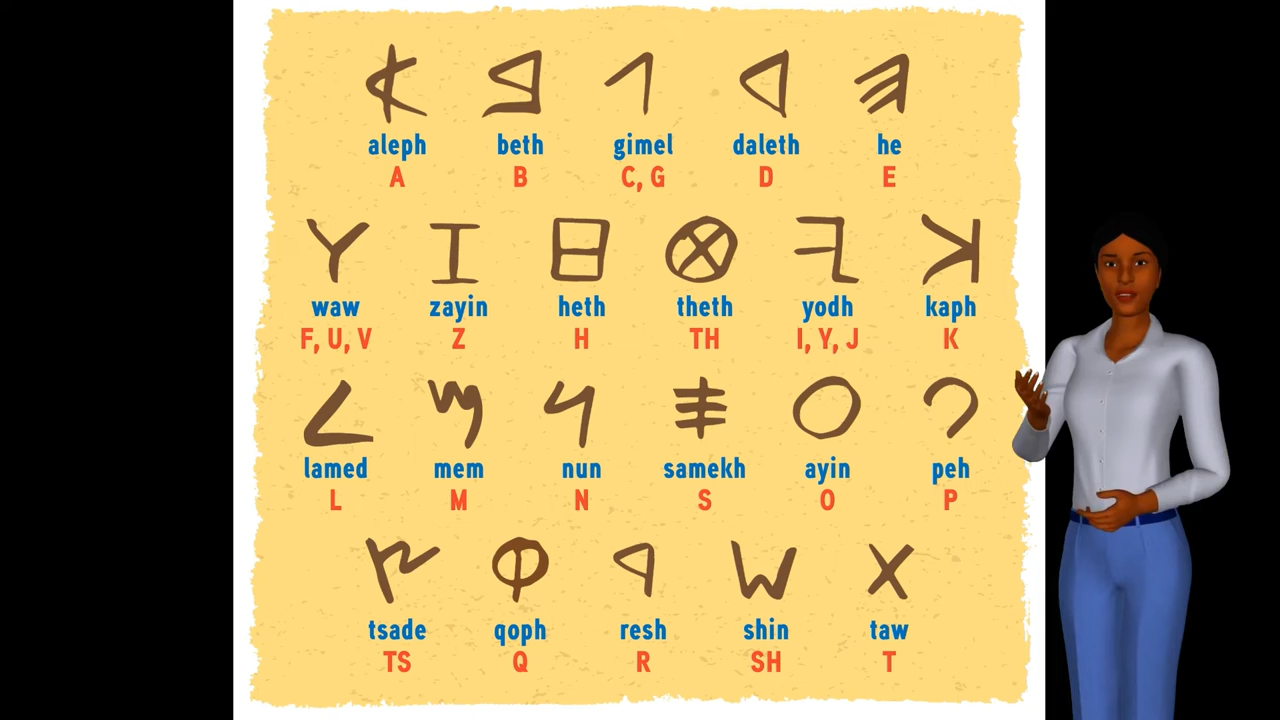 𐤀 𐤁 𐤂 𐤃 𐤄
aleph beth gimel daleth he
A B C, G D E
𐤅 𐤆 𐤇 𐤈 𐤉 𐤊
waw zayin heth theth yodh kaph
F, U, V Z H TH I, Y, J K
𐤋 𐤌 𐤍 𐤎 𐤏 𐤐
lamed mem nun samekh ayin peh
L M N S O P
𐤑 𐤒 𐤓 𐤔 𐤕
tsade qoph resh shin taw
TS Q R SH T